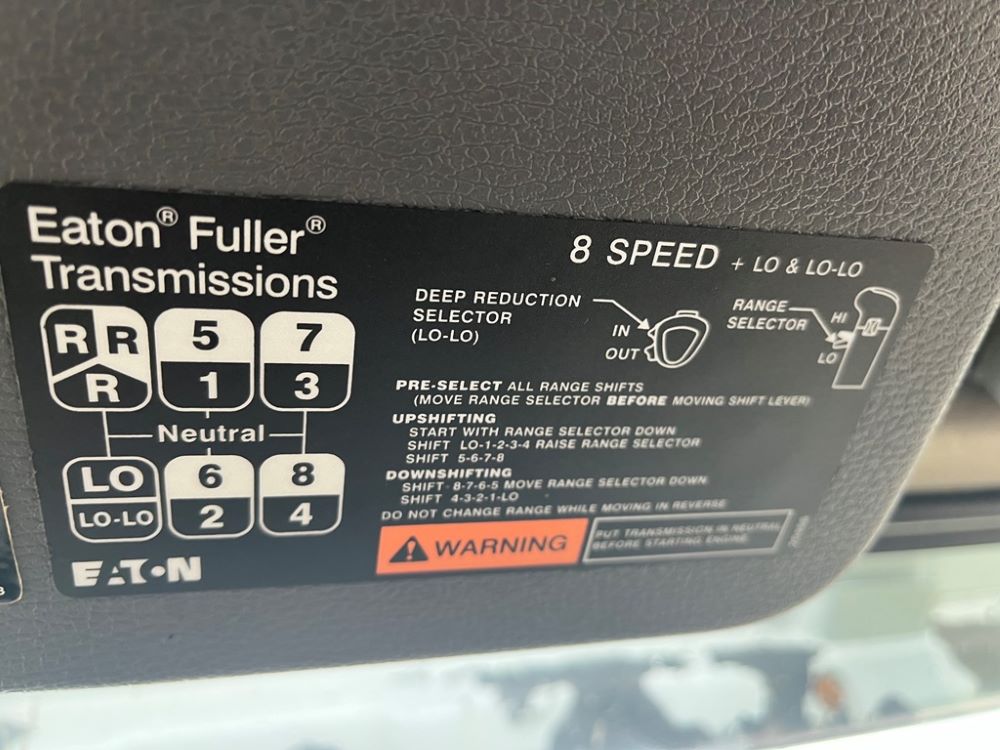 Eaton® Fuller®
Transmissions
8 SPEED + LO & LO-LO
R R
R
5
1
7
3
Neutral
LO
LO-LO
6
2
8
4
EATON
DEEP REDUCTION
SELECTOR
(LO-LO)
IN
OUT
RANGE
SELECTOR
HI
LO
PRE-SELECT ALL RANGE SHIFTS
(MOVE RANGE SELECTOR BEFORE MOVING SHIFT LEVER)
UPSHIFTING
START WITH RANGE SELECTOR DOWN
SHIFT LO-1-2-3-4 RAISE RANGE SELECTOR
SHIFT 5-6-7-8
DOWNSHIFTING
SHIFT 8-7-6-5 MOVE RANGE SELECTOR DOWN
SHIFT 4-3-2-1-LO
DO NOT CHANGE RANGE WHILE MOVING IN REVERSE
WARNING
PUT TRANSMISSION IN NEUTRAL
BEFORE STARTING ENGINE